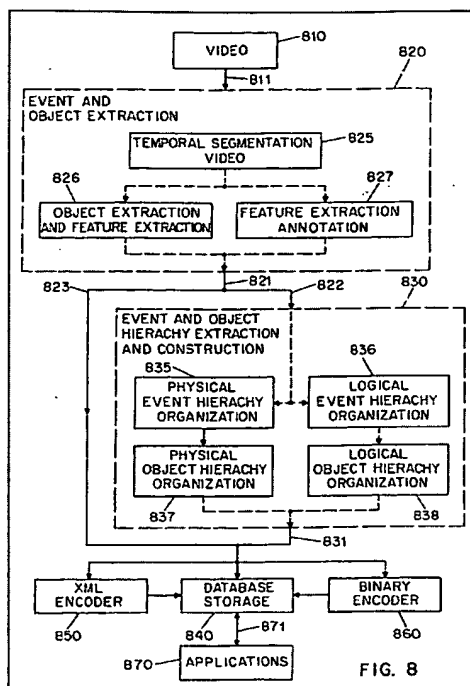 VIDEO
810
811
820
EVENT AND
OBJECT EXTRACTION
TEMPORAL SEGMENTATION
VIDEO
825
826
827
OBJECT EXTRACTION
AND FEATURE EXTRACTION
FEATURE EXTRACTION
ANNOTATION
823
821
822
830
EVENT AND OBJECT
HIERACHY EXTRACTION
AND CONSTRUCTION
835
836
PHYSICAL
EVENT HIERACHY
ORGANIZATION
LOGICAL
EVENT HIERACHY
ORGANIZATION
PHYSICAL
OBJECT HIERACHY
ORGANIZATION
LOGICAL
OBJECT HIERACHY
ORGANIZATION
837
838
831
XML
ENCODER
DATABASE
STORAGE
BINARY
ENCODER
850
840
871
860
870
APPLICATIONS
FIG. 8